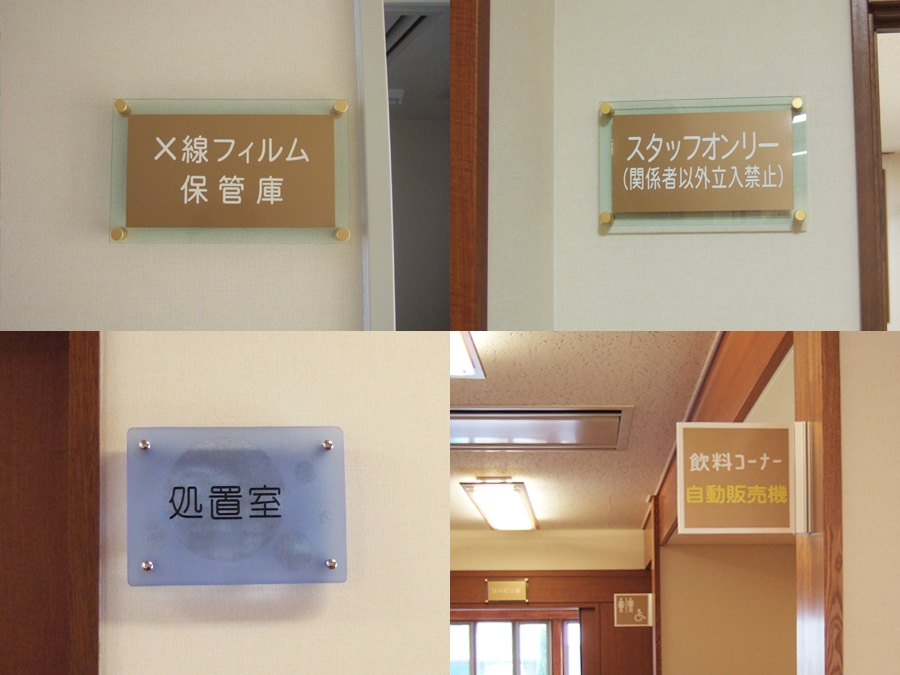 X線フィルム
保管庫
スタッフオンリー
(関係者以外立入禁止)
処置室
飲料コーナー
自動販売機